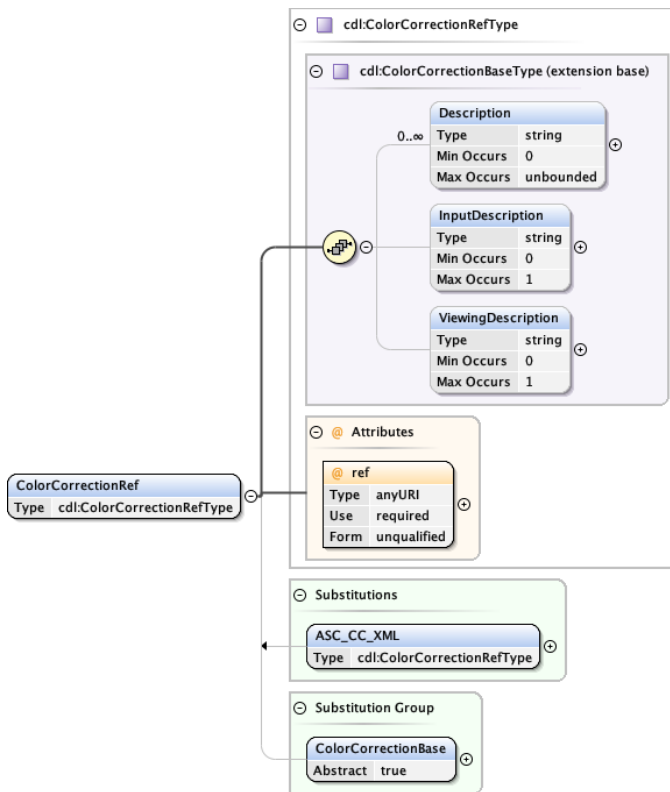 cdl:ColorCorrectionRefType
cdl:ColorCorrectionBaseType (extension base)
Description
0..∞
Type string
Min Occurs 0
Max Occurs unbounded
InputDescription
Type string
Min Occurs 0
Max Occurs 1
ViewingDescription
Type string
Min Occurs 0
Max Occurs 1
@ Attributes
@ ref
Type anyURI
Use required
Form unqualified
ColorCorrectionRef
Type cdl:ColorCorrectionRefType
Substitutions
ASC_CC_XML
Type cdl:ColorCorrectionRefType
Substitution Group
ColorCorrectionBase
Abstract true